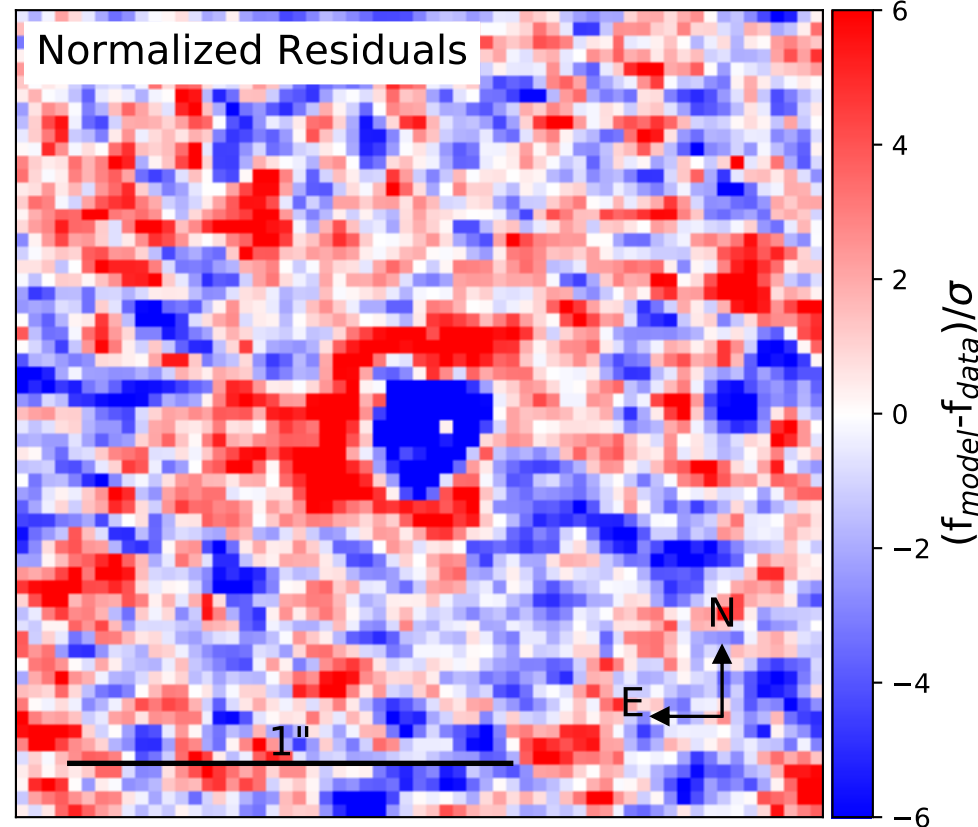 Normalized Residuals
6
4
2
0
−2
−4
−6
(f_model-f_data)/σ
N
E
1"